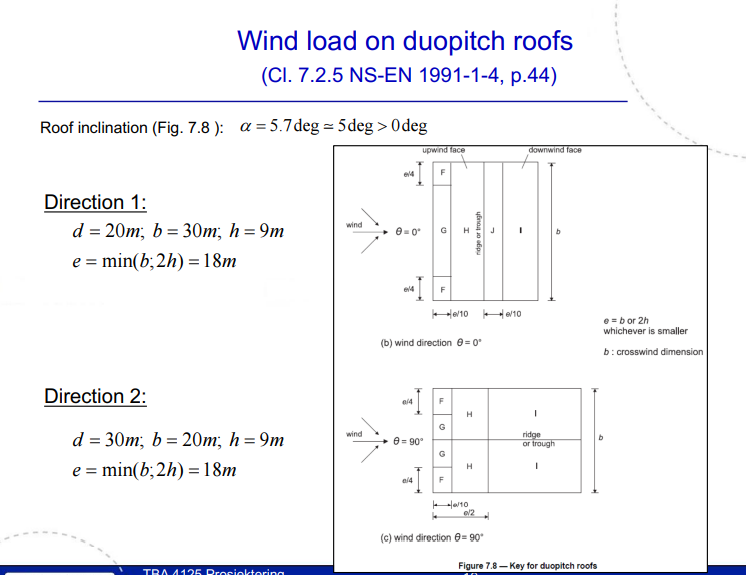 Wind load on duopitch roofs
(Cl. 7.2.5 NS-EN 1991-1-4, p.44)
Roof inclination (Fig. 7.8 ): α = 5.7deg ≃ 5deg > 0deg
Direction 1:
d = 20m; b = 30m; h = 9m
e = min(b;2h) = 18m
upwind face
downwind face
e/4
F
wind
θ = 0°
G
H
ridge or trough
J
I
b
e/4
F
e/10
e/10
(b) wind direction θ = 0°
e = b or 2h
whichever is smaller
b : crosswind dimension
Direction 2:
d = 30m; b = 20m; h = 9m
e = min(b;2h) = 18m
e/4
F
H
I
G
wind
θ = 90°
ridge
or trough
b
G
H
I
e/4
F
e/10
e/2
(c) wind direction θ = 90°
Figure 7.8 — Key for duopitch roofs
TBA 4125 Prosjektering